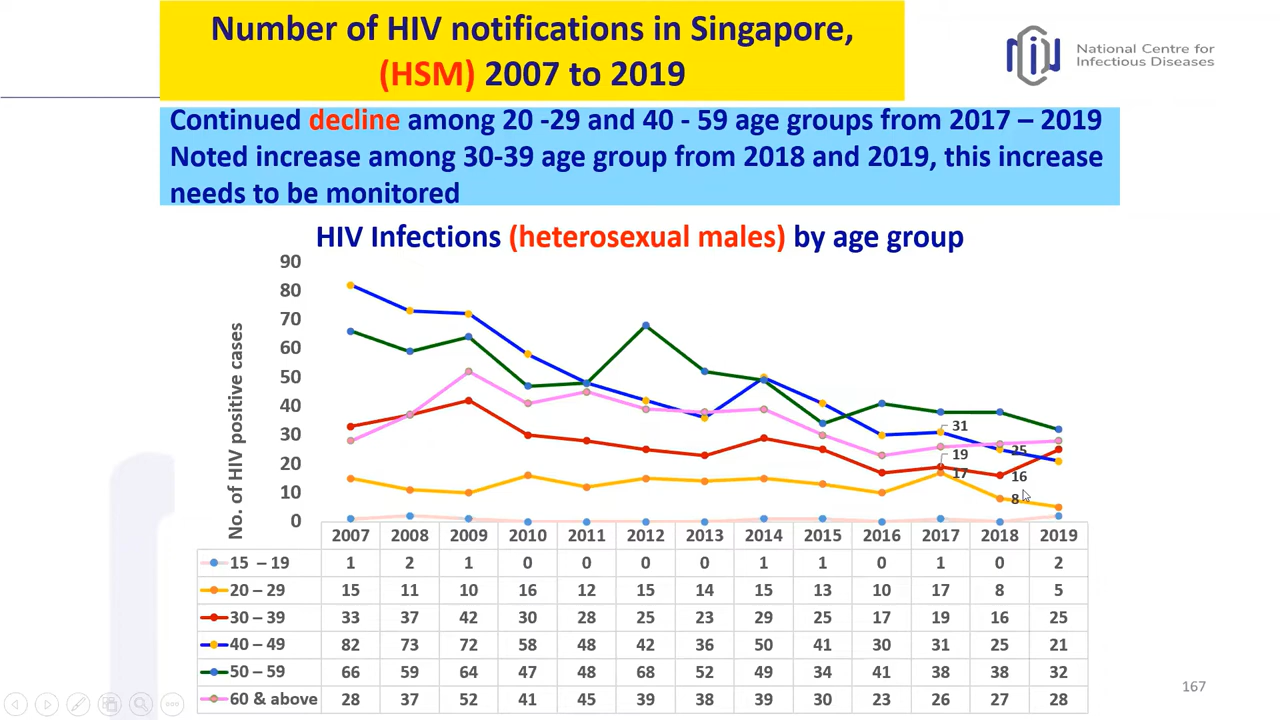 Number of HIV notifications in Singapore,
(HSM) 2007 to 2019
National Centre for
Infectious Diseases
Continued decline among 20 -29 and 40 - 59 age groups from 2017 – 2019
Noted increase among 30-39 age group from 2018 and 2019, this increase
needs to be monitored
HIV Infections (heterosexual males) by age group
No. of HIV positive cases
90
80
70
60
50
40
30
20
10
0
31
19
17
25
16
8
2007 2008 2009 2010 2011 2012 2013 2014 2015 2016 2017 2018 2019
15 – 19 1 2 1 0 0 0 0 1 1 0 1 0 2
20 – 29 15 11 10 16 12 15 14 15 13 10 17 8 5
30 – 39 33 37 42 30 28 25 23 29 25 17 19 16 25
40 – 49 82 73 72 58 48 42 36 50 41 30 31 25 21
50 – 59 66 59 64 47 48 68 52 49 34 41 38 38 32
60 & above 28 37 52 41 45 39 38 39 30 23 26 27 28
167